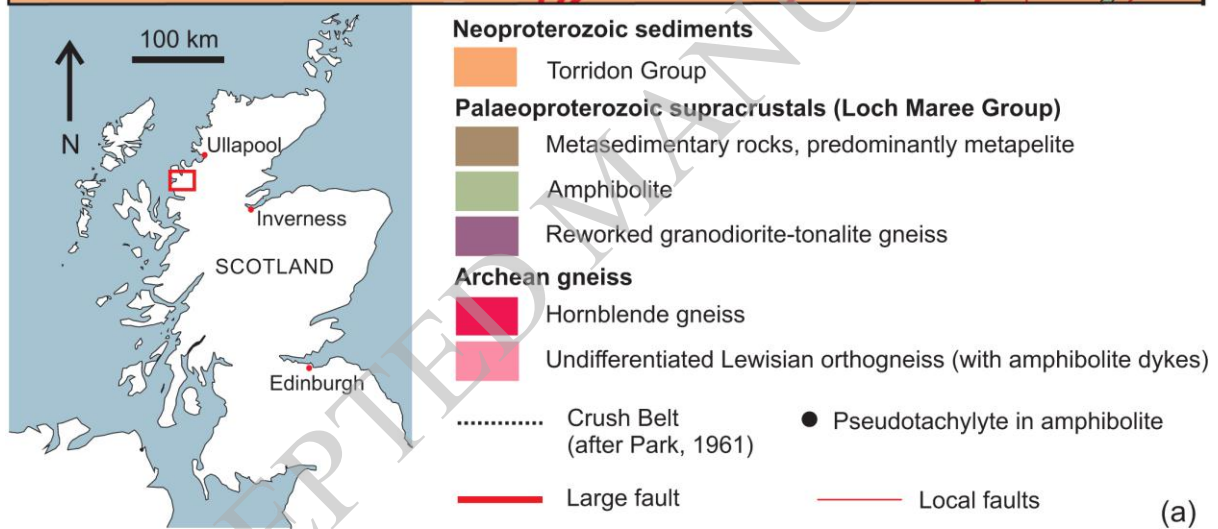 100 km
N
Ullapool
Inverness
SCOTLAND
Edinburgh
Neoproterozoic sediments
Torridon Group
Palaeoproterozoic supracrustals (Loch Maree Group)
Metasedimentary rocks, predominantly metapelite
Amphibolite
Reworked granodiorite-tonalite gneiss
Archean gneiss
Hornblende gneiss
Undifferentiated Lewisian orthogneiss (with amphibolite dykes)
Crush Belt
(after Park, 1961)
Pseudotachylyte in amphibolite
Large fault
Local faults
(a)
EPTED MANU